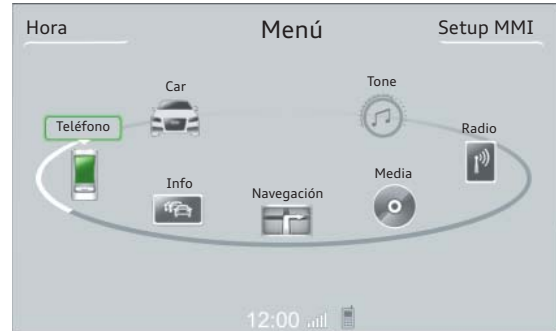 Hora Menú Setup MMI
Car Tone
Teléfono Radio
Info Navegación Media
12:00